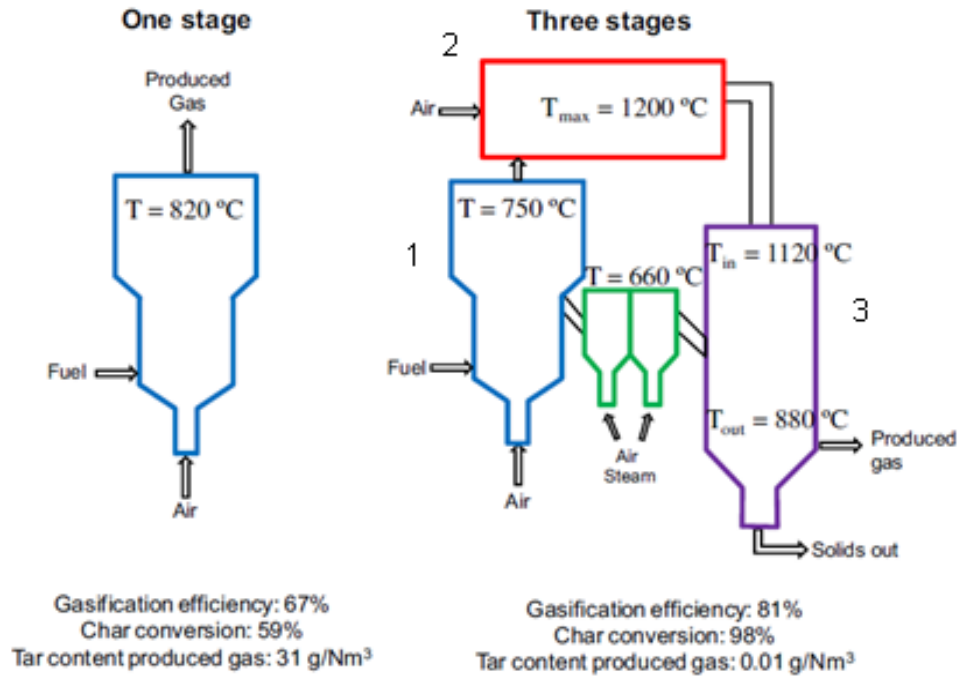 One stage
Produced
Gas
T = 820 ºC
Fuel
Air
Gasification efficiency: 67%
Char conversion: 59%
Tar content produced gas: 31 g/Nm³
Three stages
2
Air
Tmax = 1200 ºC
T = 750 ºC
1
T = 660 ºC
Tin = 1120 ºC
3
Fuel
Tout = 880 ºC
Air
Steam
Produced
gas
Air
Solids out
Gasification efficiency: 81%
Char conversion: 98%
Tar content produced gas: 0.01 g/Nm³